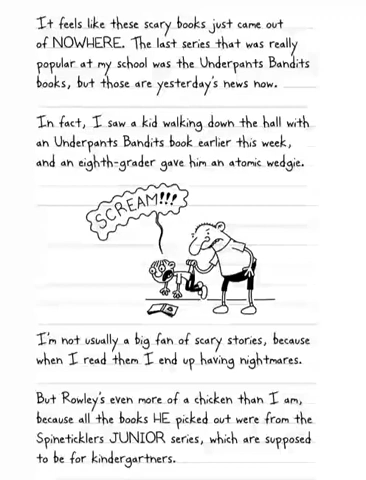 It feels like these scary books just came out
of NOWHERE. The last series that was really
popular at my school was the Underpants Bandits
books, but those are yesterday's news now.
In fact, I saw a kid walking down the hall with
an Underpants Bandits book earlier this week,
and an eighth-grader gave him an atomic wedgie.
SCREAM!!!
I'm not usually a big fan of scary stories, because
when I read them I end up having nightmares.
But Rowley's even more of a chicken than I am,
because all the books HE picked out were from the
Spineticklers JUNIOR series, which are supposed
to be for kindergartners.